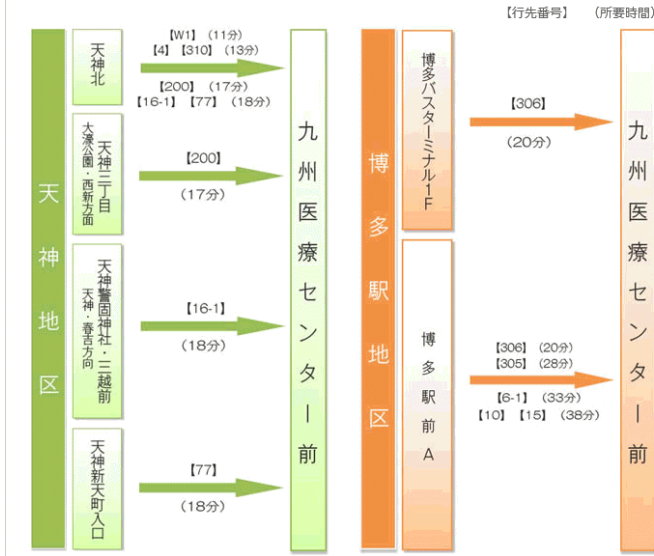 【行先番号】 （所要時間）
天神地区
天神北
【W1】（11分）
【4】【310】（13分）
【200】（17分）
【16-1】【77】（18分）
天神三丁目
大濠公園・西新方面
【200】
（17分）
天神警固神社・三越前
天神・春吉方向
【16-1】
（18分）
天神新天町入口
【77】
（18分）
九州医療センター前
博多駅地区
博多バスターミナル1F
【306】
（20分）
博多駅前A
【306】（20分）
【305】（28分）
【6-1】（33分）
【10】【15】（38分）
九州医療センター前